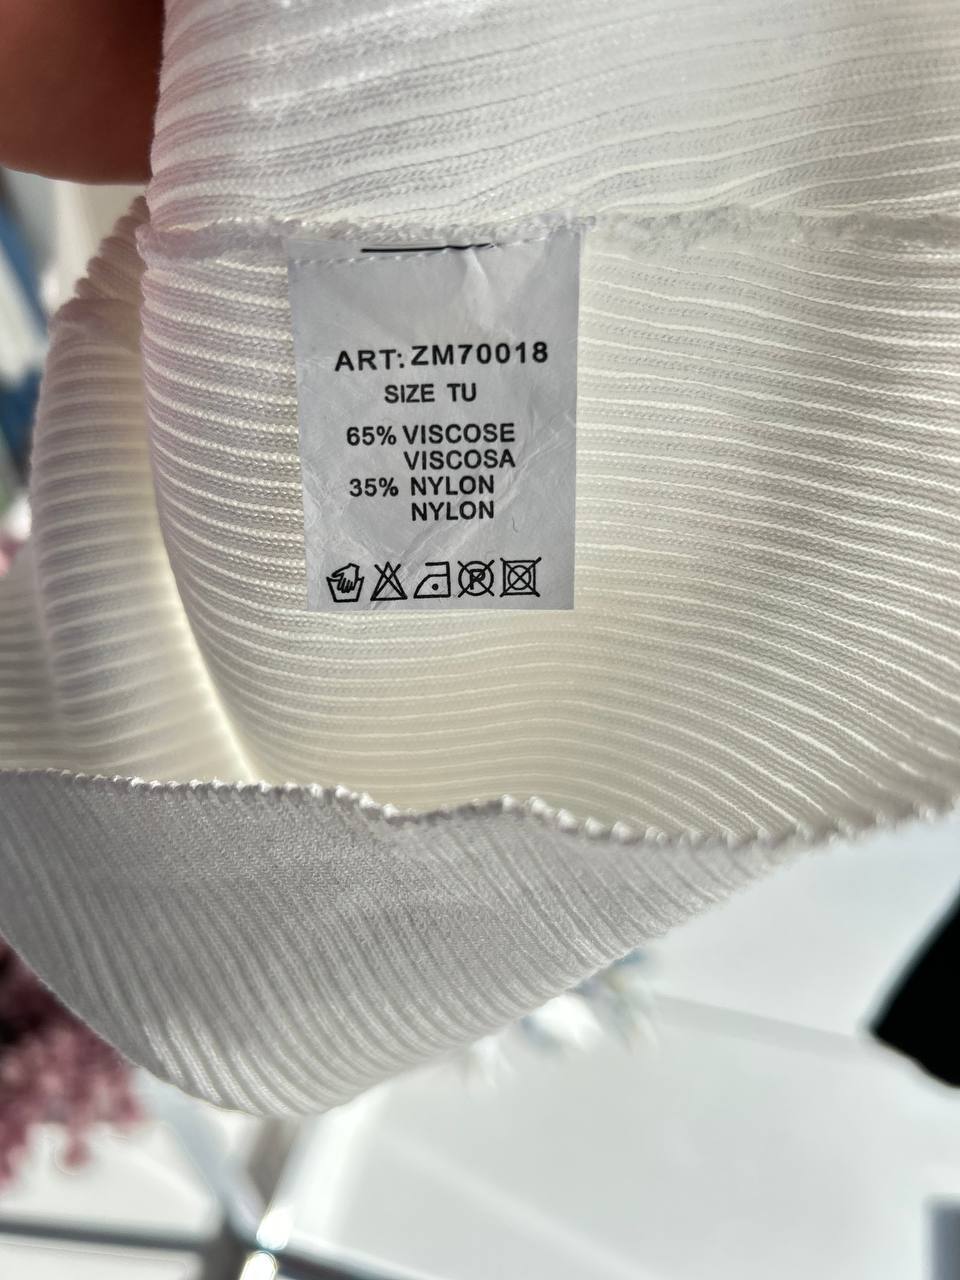 ART: ZM70018
SIZE TU
65% VISCOSE
VISCOSA
35% NYLON
NYLON
P